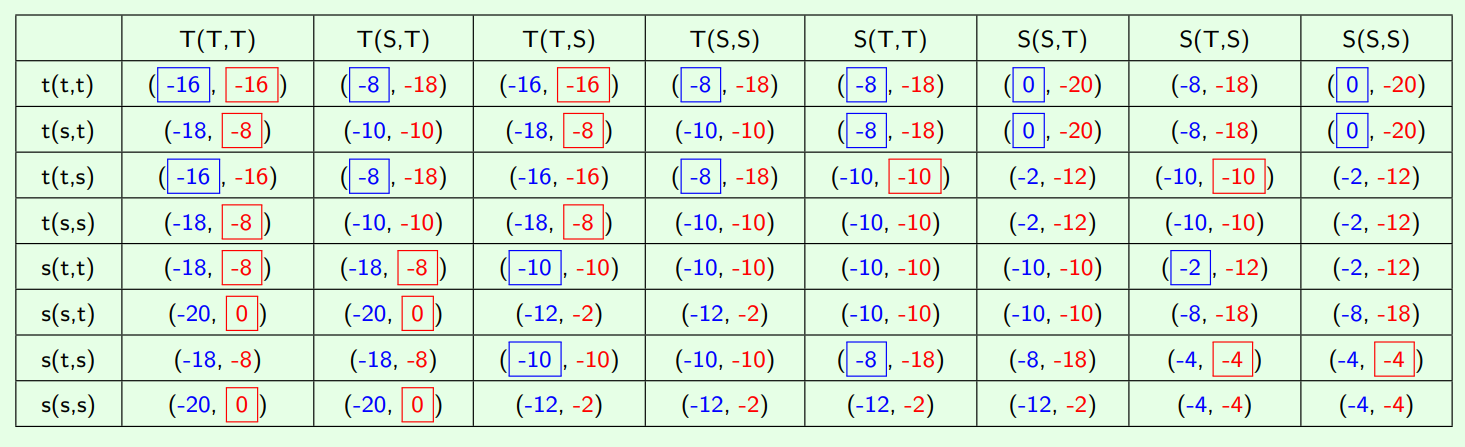 T(T,T) T(S,T) T(T,S) T(S,S) S(T,T) S(S,T) S(T,S) S(S,S)
t(t,t) (-16, -16) (-8, -18) (-16, -16) (-8, -18) (-8, -18) (0, -20) (-8, -18) (0, -20)
t(s,t) (-18, -8) (-10, -10) (-18, -8) (-10, -10) (-8, -18) (0, -20) (-8, -18) (0, -20)
t(t,s) (-16, -16) (-8, -18) (-16, -16) (-8, -18) (-10, -10) (-2, -12) (-10, -10) (-2, -12)
t(s,s) (-18, -8) (-10, -10) (-18, -8) (-10, -10) (-10, -10) (-2, -12) (-10, -10) (-2, -12)
s(t,t) (-18, -8) (-18, -8) (-10, -10) (-10, -10) (-10, -10) (-10, -10) (-2, -12) (-2, -12)
s(s,t) (-20, 0) (-20, 0) (-12, -2) (-12, -2) (-10, -10) (-10, -10) (-8, -18) (-8, -18)
s(t,s) (-18, -8) (-18, -8) (-10, -10) (-10, -10) (-8, -18) (-8, -18) (-4, -4) (-4, -4)
s(s,s) (-20, 0) (-20, 0) (-12, -2) (-12, -2) (-12, -2) (-12, -2) (-4, -4) (-4, -4)